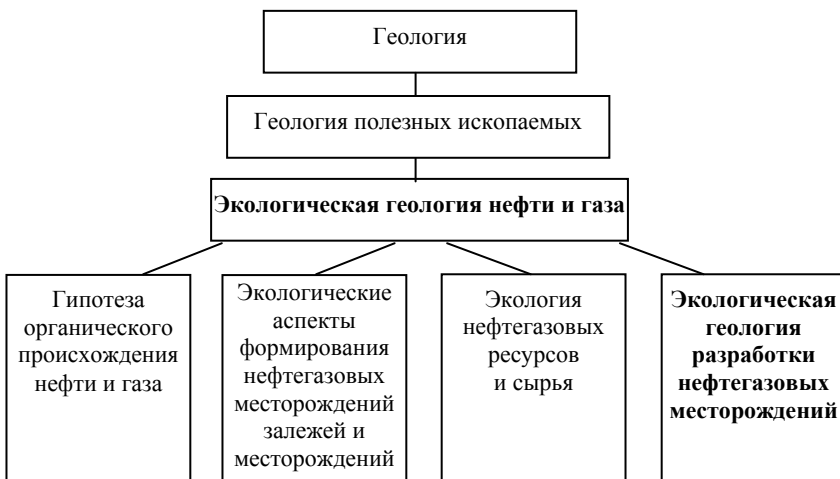 Геология
Геология полезных ископаемых
Экологическая геология нефти и газа
Гипотеза
органического
происхождения
нефти и газа
Экологические
аспекты
формирования
нефтегазовых
месторождений
залежей и
месторождений
Экология
нефтегазовых
ресурсов
и сырья
Экологическая
геология
разработки
нефтегазовых
месторождений